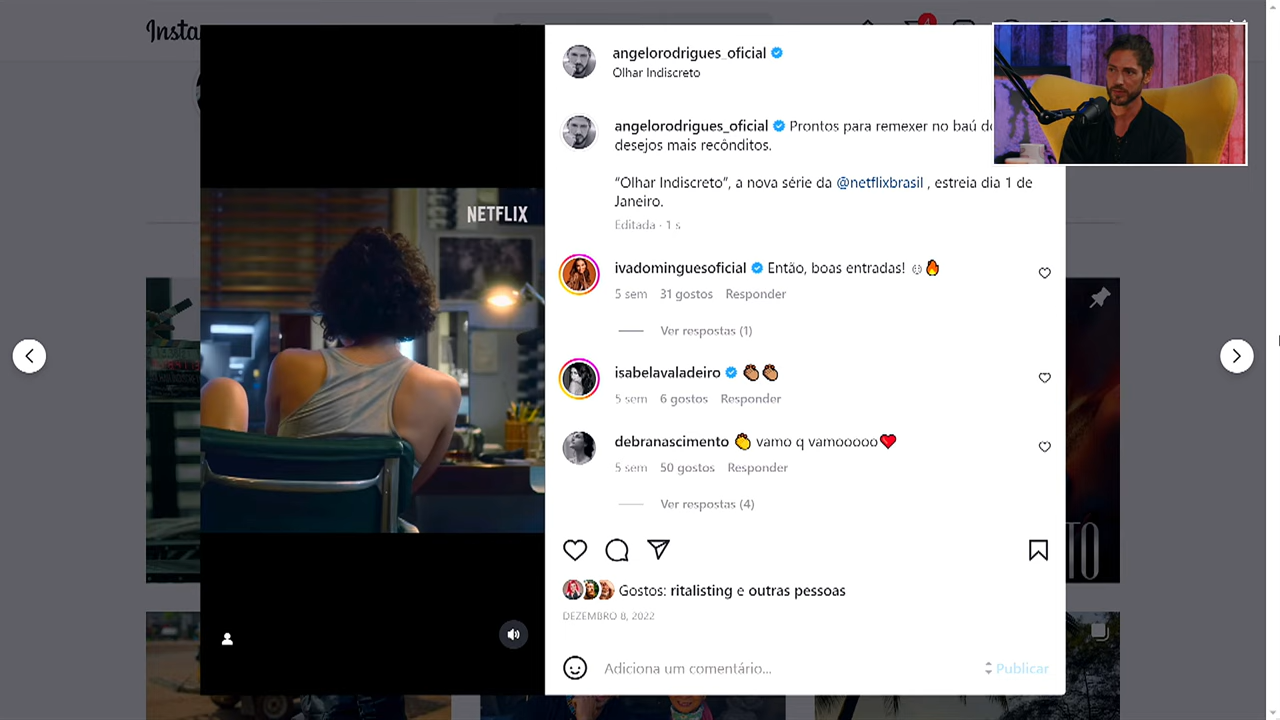 Insta
4
angelorodrigues_oficial
Olhar Indiscreto
angelorodrigues_oficial Prontos para remexer no baú do
desejos mais recônditos.
“Olhar Indiscreto”, a nova série da @netflixbrasil , estreia dia 1 de
Janeiro.
Editada · 1 s
ivadominguesoficial Então, boas entradas! 🔥
5 sem 31 gostos Responder
Ver respostas (1)
isabelavaladeiro 👏🏽👏🏽
5 sem 6 gostos Responder
debranascimento 👏 vamo q vamooooo❤️
5 sem 50 gostos Responder
Ver respostas (4)
Gostos: ritalisting e outras pessoas
DEZEMBRO 8, 2022
Adiciona um comentário... Publicar
NETFLIX